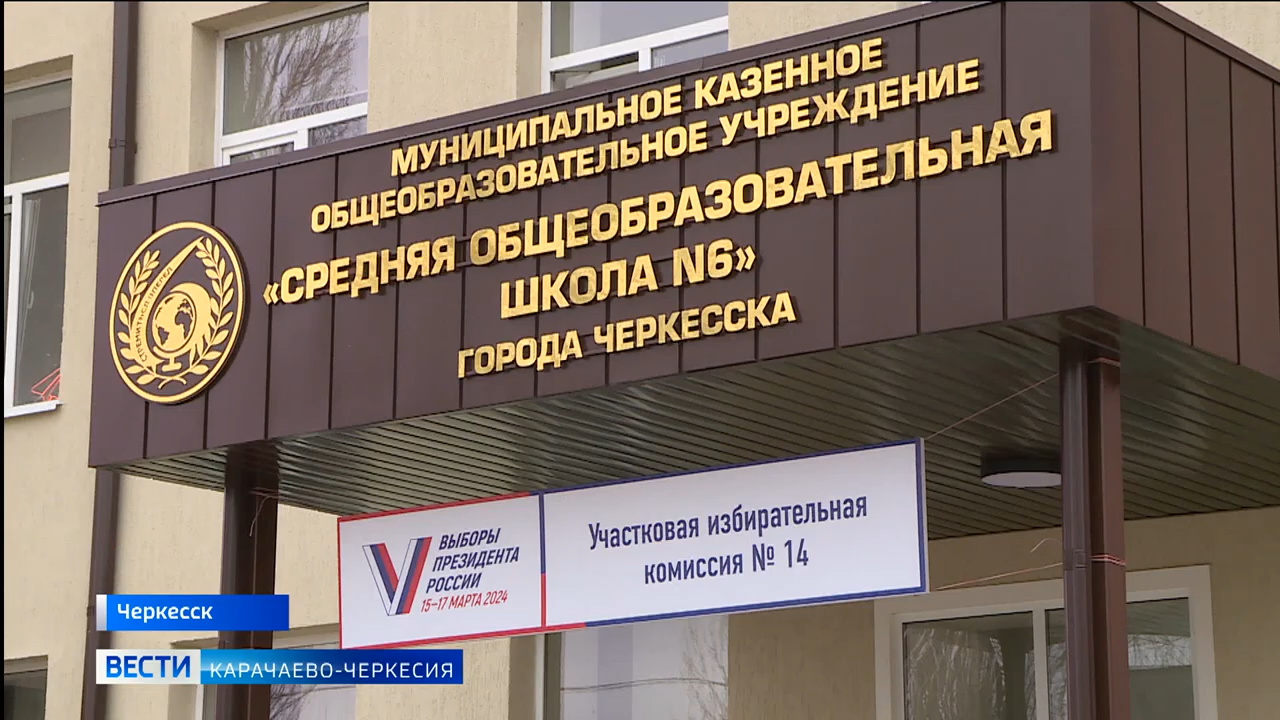 МУНИЦИПАЛЬНОЕ КАЗЕННОЕ
ОБЩЕОБРАЗОВАТЕЛЬНОЕ УЧРЕЖДЕНИЕ
«СРЕДНЯЯ ОБЩЕОБРАЗОВАТЕЛЬНАЯ
ШКОЛА N6»
ГОРОДА ЧЕРКЕССКА
ВЫБОРЫ
ПРЕЗИДЕНТА
РОССИИ
15–17 МАРТА 2024
Участковая избирательная
комиссия № 14
Черкесск
ВЕСТИ КАРАЧАЕВО-ЧЕРКЕСИЯ